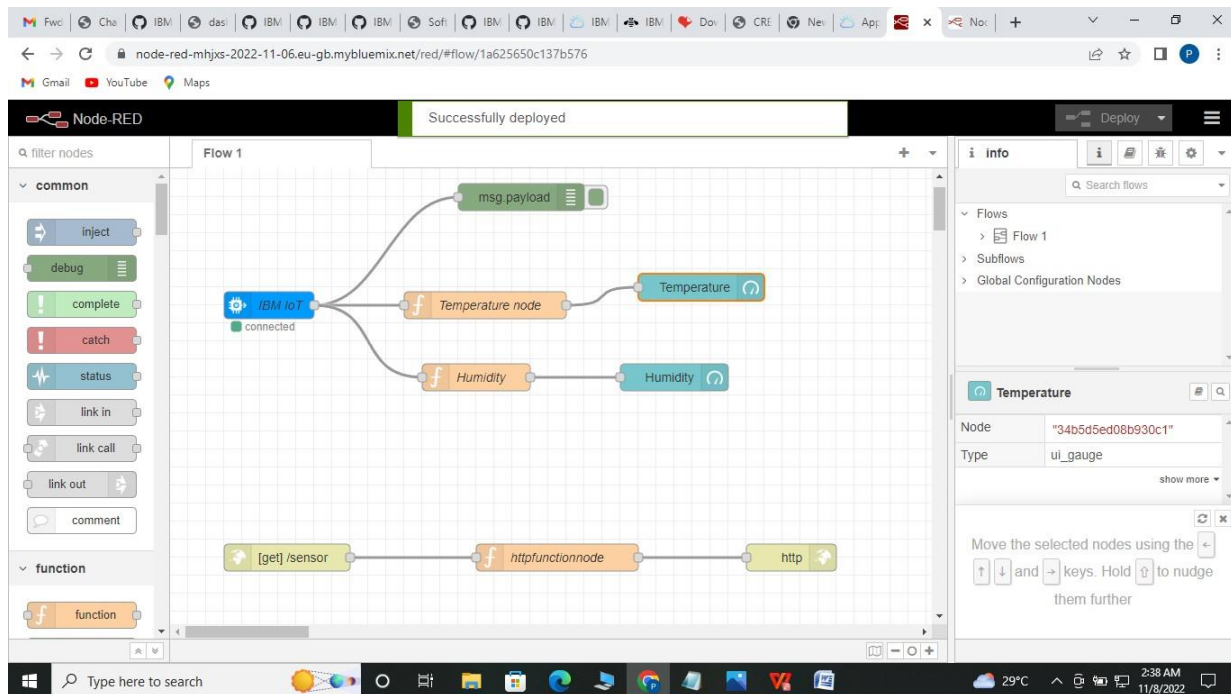 Fwd Cha IBM das IBM IBM IBM Soft IBM IBM IBM IBM Dov CRE Nev App Noc
node-red-mhjxs-2022-11-06.eu-gb.mybluemix.net/red/#flow/1a625650c137b576
P
Gmail YouTube Maps
Node-RED
Successfully deployed
Deploy
filter nodes
Flow 1
i info
i
common
Search flows
msg.payload
Flows
inject
Flow 1
debug
Subflows
Temperature
Global Configuration Nodes
complete
IBM IoT
Temperature node
connected
catch
status
Humidity
Humidity
Temperature
link in
Node "34b5d5ed08b930c1"
link call
Type ui_gauge
link out
show more
comment
Move the selected nodes using the ←
[get] /sensor
httpfunctionnode
http
↑ ↓ and → keys. Hold ⇧ to nudge
function
them further
function
Type here to search
29°C
2:38 AM
11/8/2022